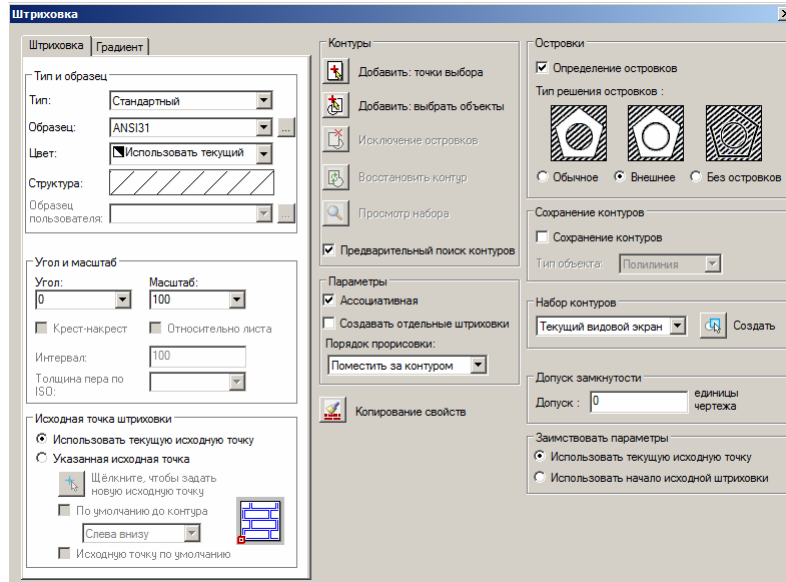 Штриховка
Штриховка
Градиент
Тип и образец
Тип:
Стандартный
Образец:
ANSI31
...
Цвет:
Использовать текущий
Структура:
Образец
пользователя:
...
Угол и масштаб
Угол:
Масштаб:
0
100
Крест-накрест
Относительно листа
Интервал:
100
Толщина пера по
ISO:
Исходная точка штриховки
Использовать текущую исходную точку
Указанная исходная точка
Щёлкните, чтобы задать
новую исходную точку
По умолчанию до контура
Слева внизу
Исходную точку по умолчанию
Контуры
Добавить: точки выбора
Добавить: выбрать объекты
Исключение островков
Восстановить контур
Просмотр набора
Предварительный поиск контуров
Параметры
Ассоциативная
Создавать отдельные штриховки
Порядок прорисовки:
Поместить за контуром
Копирование свойств
Островки
Определение островков
Тип решения островков :
Обычное
Внешнее
Без островков
Сохранение контуров
Сохранение контуров
Тип объекта:
Полилиния
Набор контуров
Текущий видовой экран
Создать
Допуск замкнутости
Допуск :
0
единицы
чертежа
Заимствовать параметры
Использовать текущую исходную точку
Использовать начало исходной штриховки